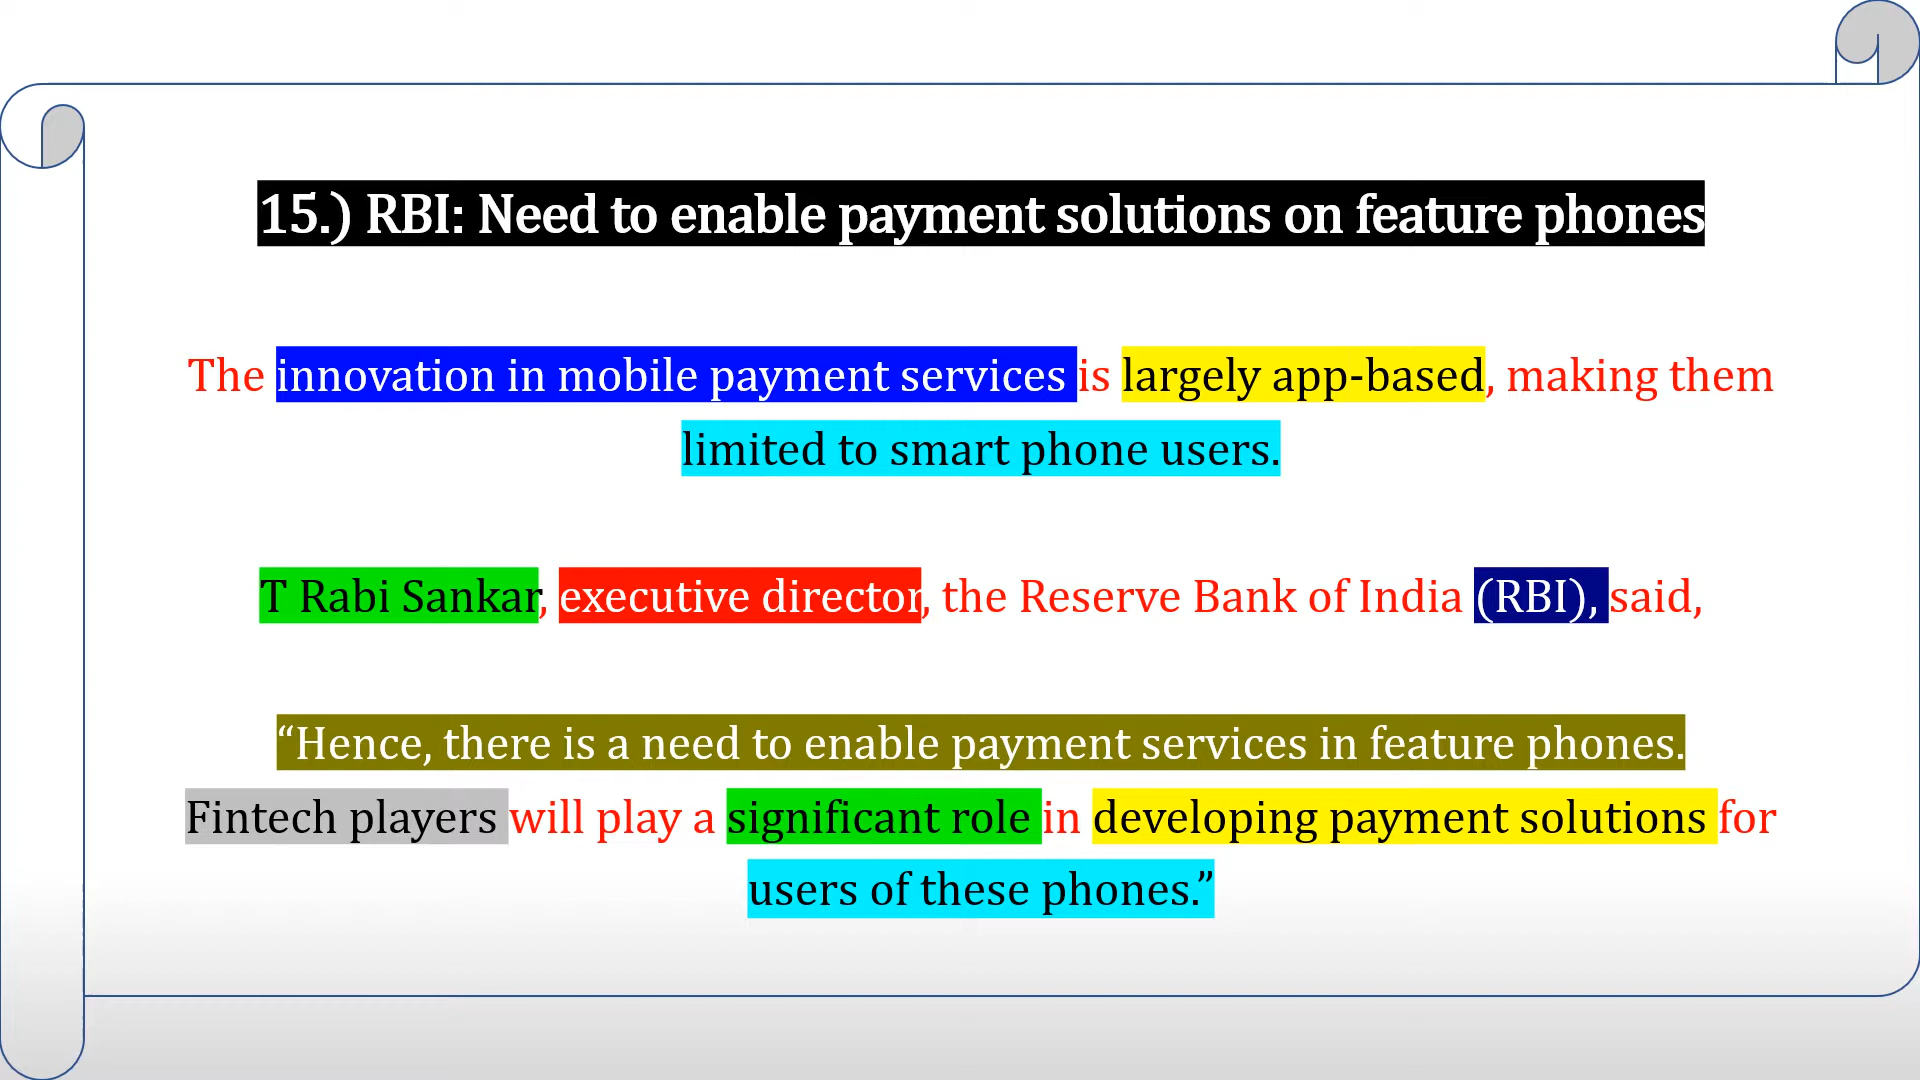 15.) RBI: Need to enable payment solutions on feature phones
The innovation in mobile payment services is largely app-based, making them
limited to smart phone users.
T Rabi Sankar, executive director, the Reserve Bank of India (RBI), said,
“Hence, there is a need to enable payment services in feature phones.
Fintech players will play a significant role in developing payment solutions for
users of these phones.”